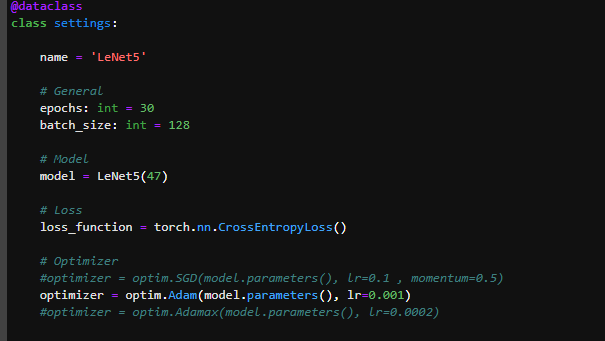 @dataclass
class settings:
name = 'LeNet5'
# General
epochs: int = 30
batch_size: int = 128
# Model
model = LeNet5(47)
# Loss
loss_function = torch.nn.CrossEntropyLoss()
# Optimizer
#optimizer = optim.SGD(model.parameters(), lr=0.1 , momentum=0.5)
optimizer = optim.Adam(model.parameters(), lr=0.001)
#optimizer = optim.Adamax(model.parameters(), lr=0.0002)